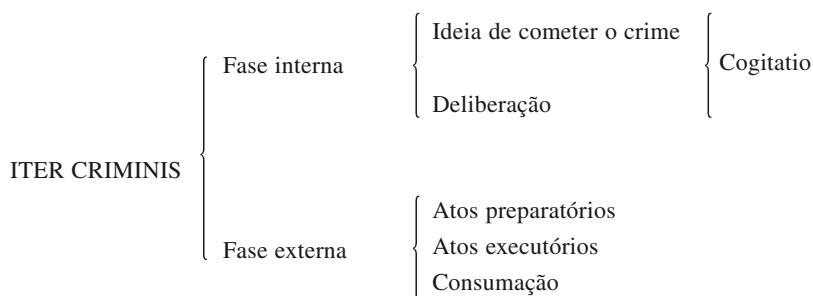 Ideia de cometer o crime
Fase interna
Cogitatio
Deliberação
ITER CRIMINIS
Atos preparatórios
Fase externa
Atos executórios
Consumação